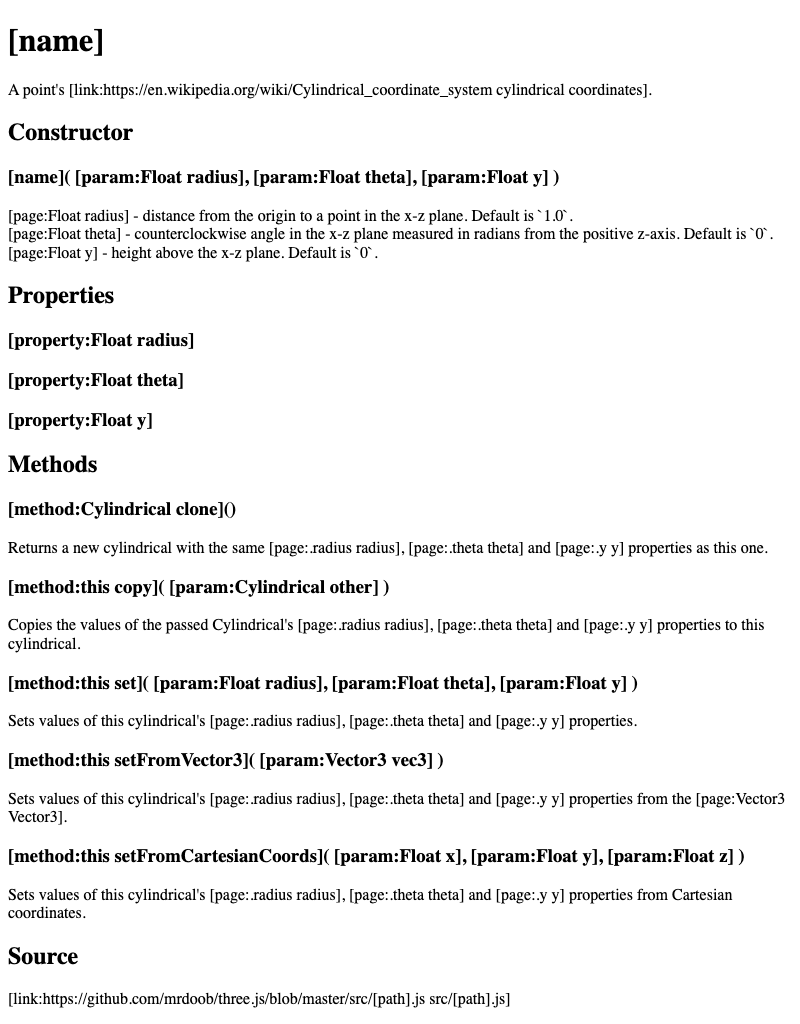 [name]
A point's [link:https://en.wikipedia.org/wiki/Cylindrical_coordinate_system cylindrical coordinates].
Constructor
[name]( [param:Float radius], [param:Float theta], [param:Float y] )
[page:Float radius] - distance from the origin to a point in the x-z plane. Default is `1.0`.
[page:Float theta] - counterclockwise angle in the x-z plane measured in radians from the positive z-axis. Default is `0`.
[page:Float y] - height above the x-z plane. Default is `0`.
Properties
[property:Float radius]
[property:Float theta]
[property:Float y]
Methods
[method:Cylindrical clone]()
Returns a new cylindrical with the same [page:.radius radius], [page:.theta theta] and [page:.y y] properties as this one.
[method:this copy]( [param:Cylindrical other] )
Copies the values of the passed Cylindrical's [page:.radius radius], [page:.theta theta] and [page:.y y] properties to this
cylindrical.
[method:this set]( [param:Float radius], [param:Float theta], [param:Float y] )
Sets values of this cylindrical's [page:.radius radius], [page:.theta theta] and [page:.y y] properties.
[method:this setFromVector3]( [param:Vector3 vec3] )
Sets values of this cylindrical's [page:.radius radius], [page:.theta theta] and [page:.y y] properties from the [page:Vector3
Vector3].
[method:this setFromCartesianCoords]( [param:Float x], [param:Float y], [param:Float z] )
Sets values of this cylindrical's [page:.radius radius], [page:.theta theta] and [page:.y y] properties from Cartesian
coordinates.
Source
[link:https://github.com/mrdoob/three.js/blob/master/src/[path].js src/[path].js]